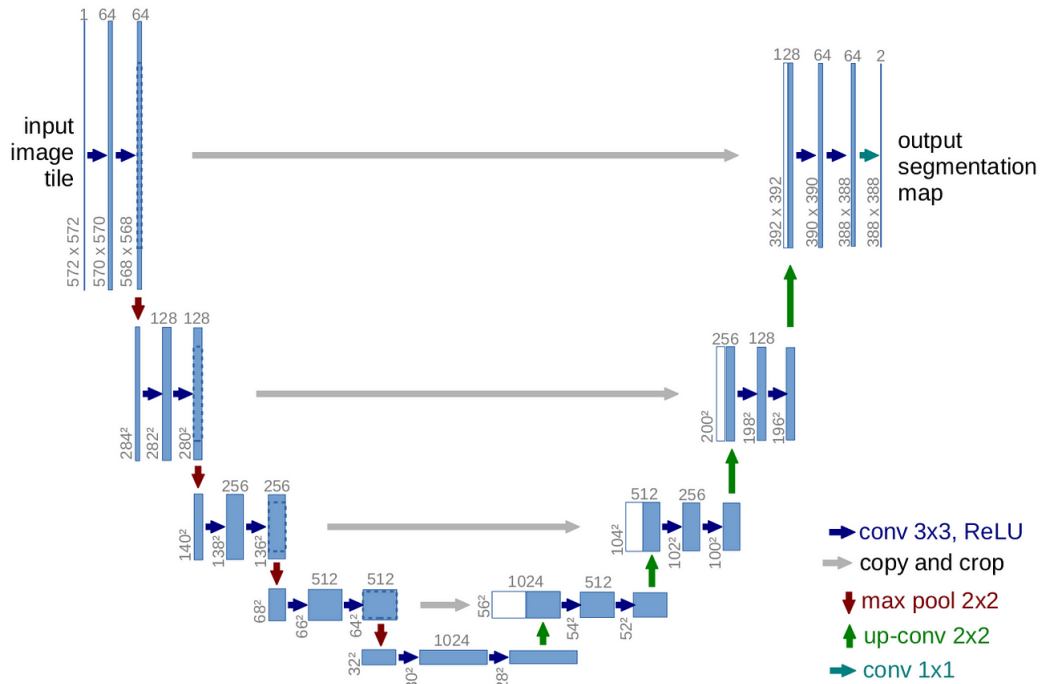 1 64 64
input
image
tile
572 x 572
570 x 570
568 x 568
128 64 64 2
output
segmentation
map
392 x 392
390 x 390
388 x 388
388 x 388
128 128
284²
282²
280²
256 128
200²
198²
196²
256 256
140²
138²
136²
512 256
104²
102²
100²
512 512
68²
66²
64²
1024 512
56²
54²
52²
1024
32²
conv 3x3, ReLU
copy and crop
max pool 2x2
up-conv 2x2
conv 1x1